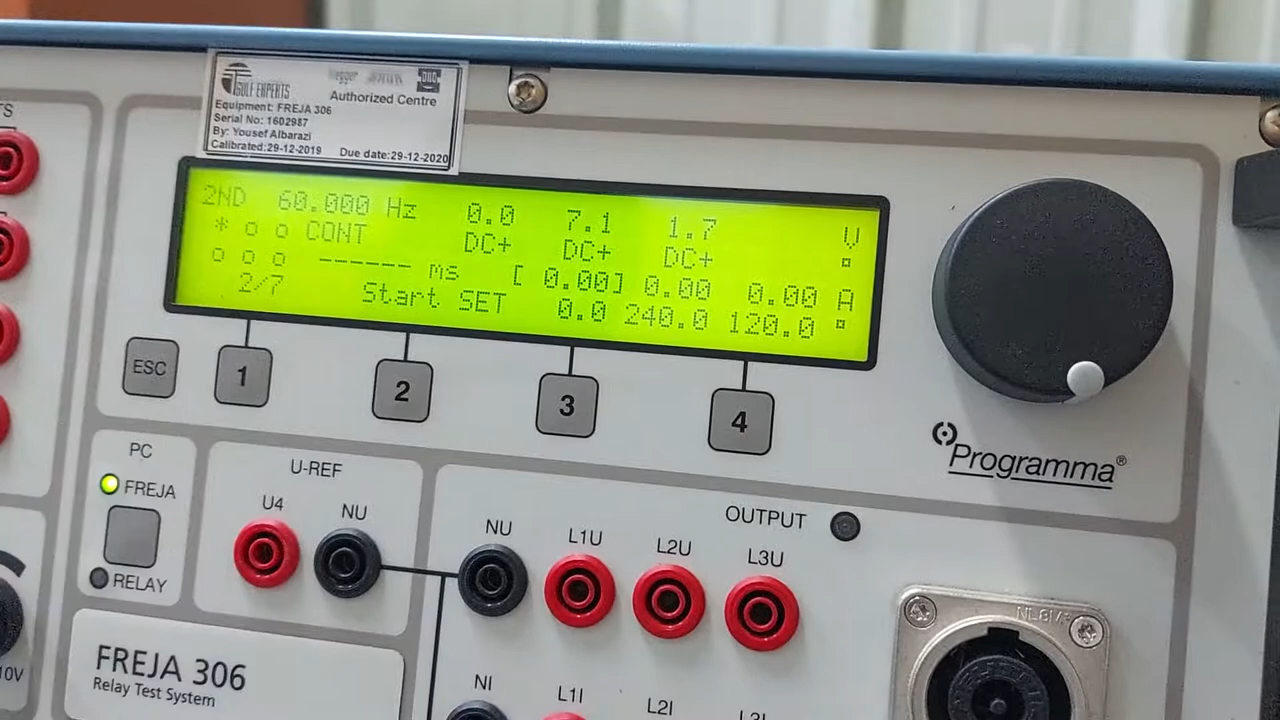 TS
GULF EXPERTS
Authorized Centre
Equipment: FREJA 306
Serial No: 1602987
By: Yousef Albarazi
Calibrated:29-12-2019 Due date:29-12-2020
2ND 60.000 Hz 0.0 7.1 1.7 V
* o o CONT DC+ DC+ DC+ °
o o o ------ ms [ 0.00] 0.00 0.00 A
2/7 Start SET 0.0 240.0 120.0 °
ESC 1 2 3 4
Programma®
PC
FREJA
RELAY
U-REF
U4 NU
OUTPUT
NU L1U L2U L3U
10V
FREJA 306
Relay Test System
NI L1I L2I L3I